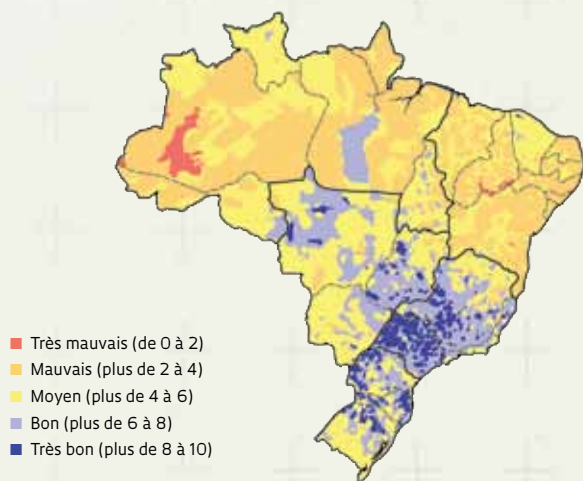 Très mauvais (de 0 à 2)
Mauvais (plus de 2 à 4)
Moyen (plus de 4 à 6)
Bon (plus de 6 à 8)
Très bon (plus de 8 à 10)